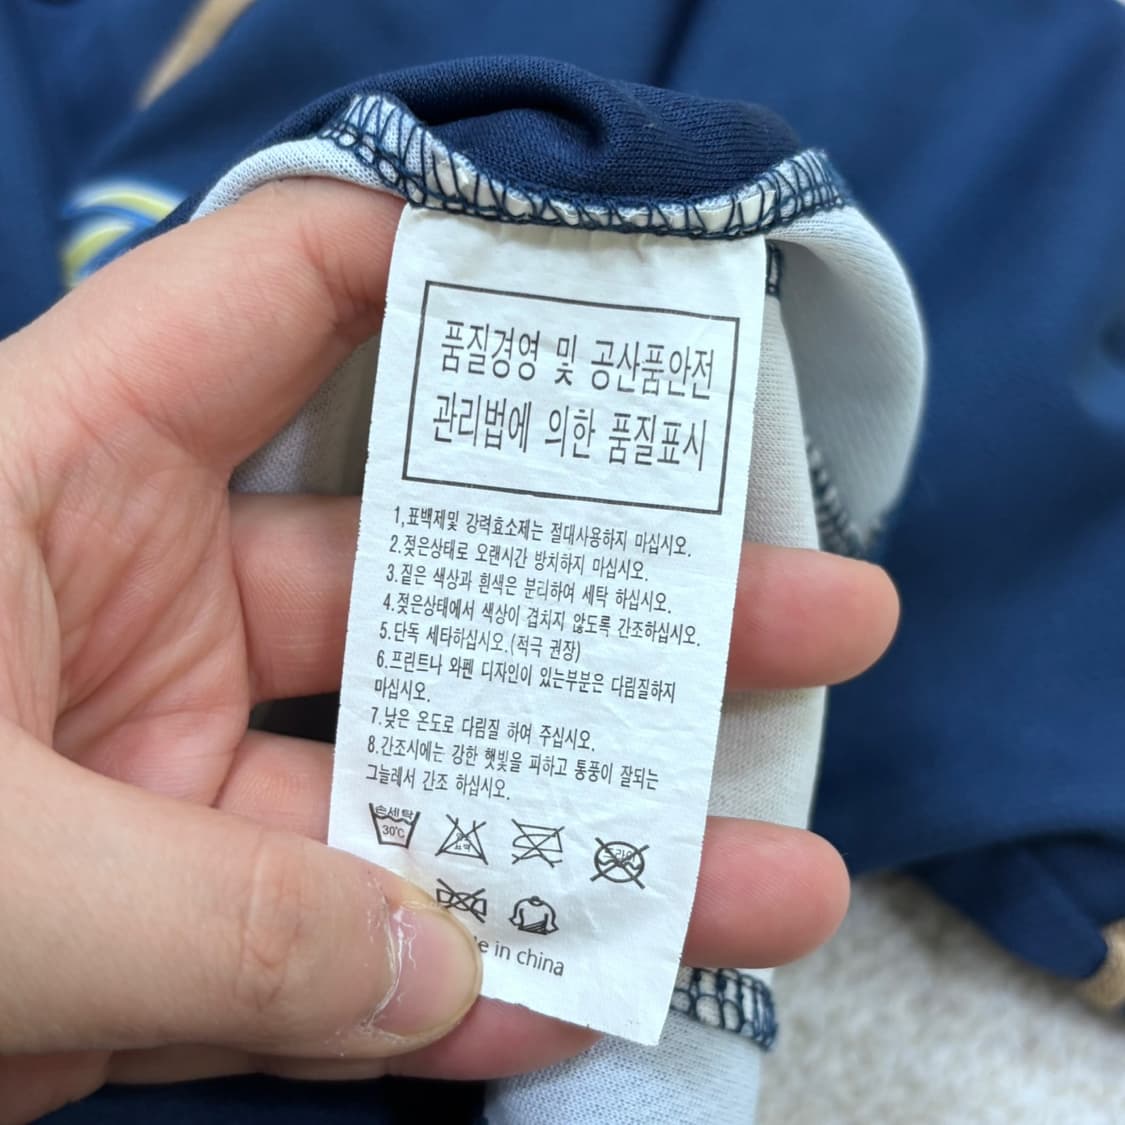 품질경영 및 공산품안전
관리법에 의한 품질표시
1,표백제및 강력효소제는 절대사용하지 마십시오.
2.젖은상태로 오랜시간 방치하지 마십시오.
3.짙은 색상과 흰색은 분리하여 세탁 하십시오.
4.젖은상태에서 색상이 겹치지 않도록 간조하십시오.
5.단독 세타하십시오.(적극 권장)
6.프린트나 와펜 디자인이 있는부분은 다림질하지
마십시오.
7.낮은 온도로 다림질 하여 주십시오.
8.간조시에는 강한 햇빛을 피하고 통풍이 잘되는
그늘레서 간조 하십시오.
손세탁
30℃
드라이
in china